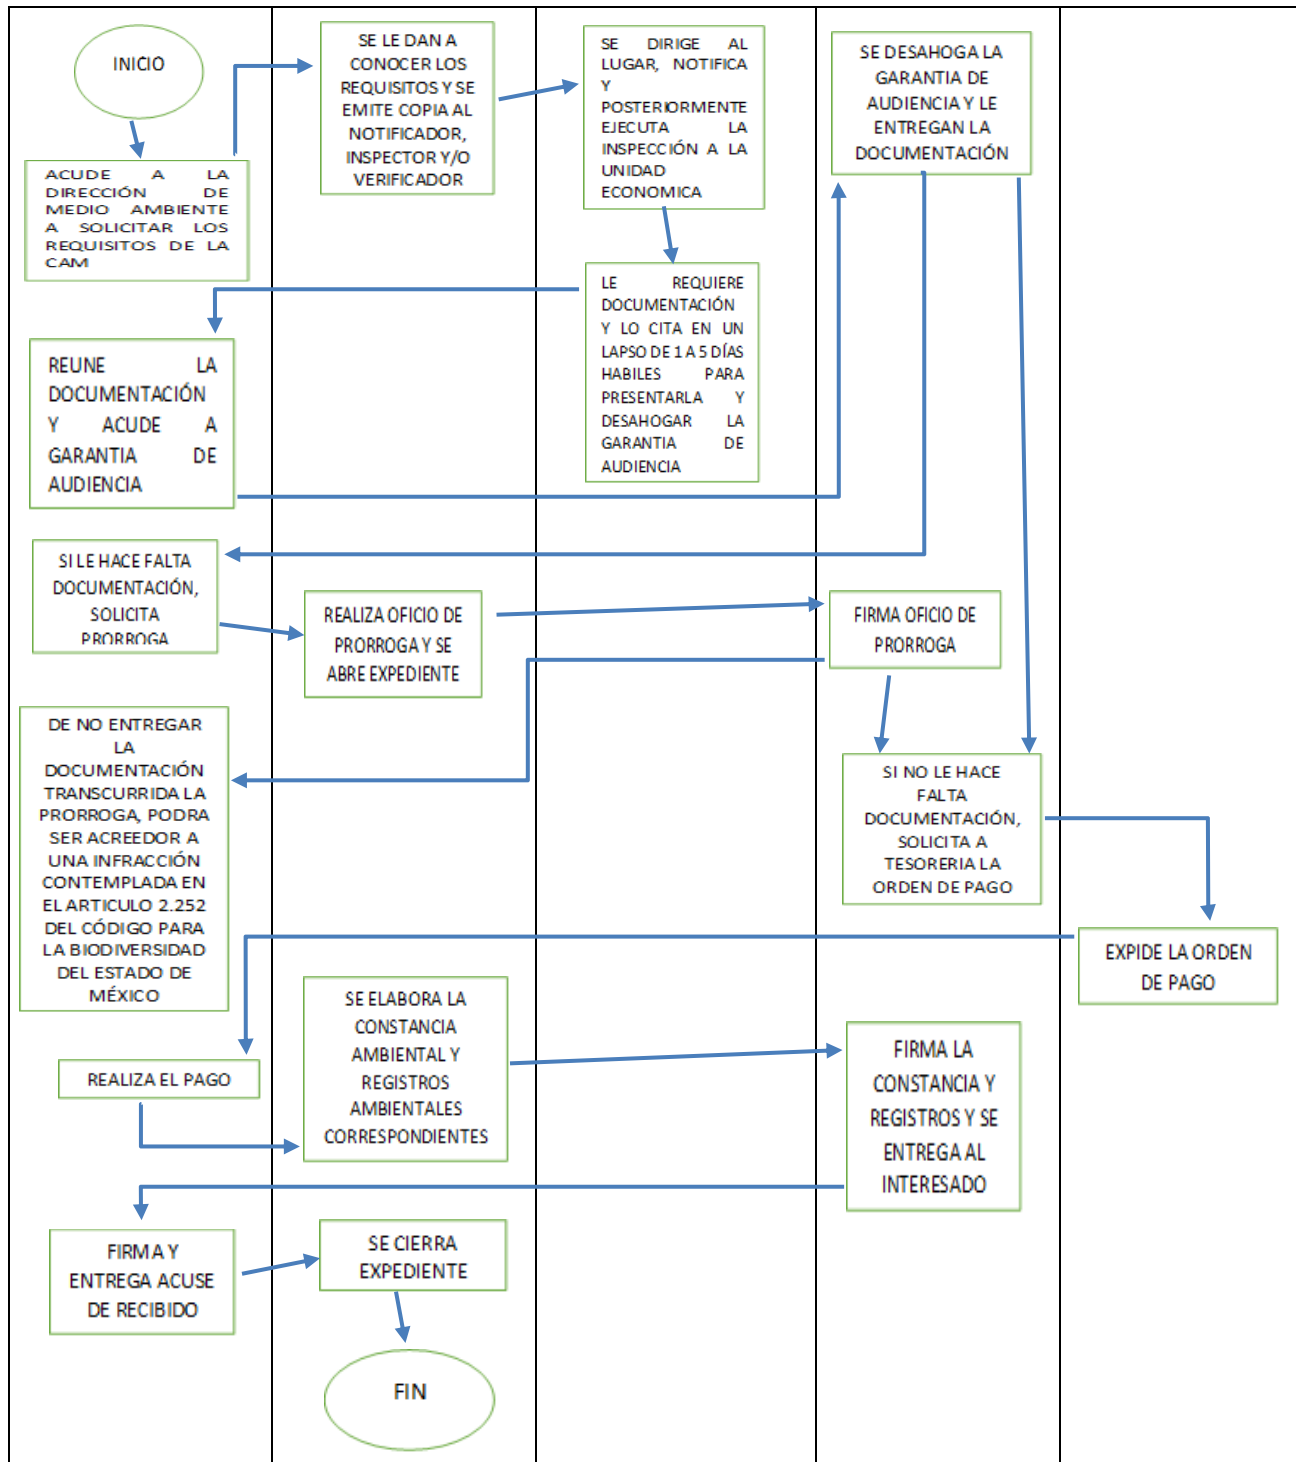 INICIO
ACUDE A LA
DIRECCIÓN DE
MEDIO AMBIENTE
A SOLICITAR LOS
REQUISITOS DE LA
CAM
SE LE DAN A
CONOCER LOS
REQUISITOS Y SE
EMITE COPIA AL
NOTIFICADOR,
INSPECTOR Y/O
VERIFICADOR
SE DIRIGE AL
LUGAR, NOTIFICA
Y
POSTERIORMENTE
EJECUTA LA
INSPECCIÓN A LA
UNIDAD
ECONOMICA
LE REQUIERE
DOCUMENTACIÓN
Y LO CITA EN UN
LAPSO DE 1 A 5 DÍAS
HABILES PARA
PRESENTARLA Y
DESAHOGAR LA
GARANTIA DE
AUDIENCIA
REUNE LA
DOCUMENTACIÓN
Y ACUDE A
GARANTIA DE
AUDIENCIA
SE DESAHOGA LA
GARANTIA DE
AUDIENCIA Y LE
ENTREGAN LA
DOCUMENTACIÓN
SI LE HACE FALTA
DOCUMENTACIÓN,
SOLICITA
PRORROGA
REALIZA OFICIO DE
PRORROGA Y SE
ABRE EXPEDIENTE
FIRMA OFICIO DE
PRORROGA
DE NO ENTREGAR
LA
DOCUMENTACIÓN
TRANSCURRIDA LA
PRORROGA, PODRA
SER ACREEDOR A
UNA INFRACCIÓN
CONTEMPLADA EN
EL ARTICULO 2.252
DEL CÓDIGO PARA
LA BIODIVERSIDAD
DEL ESTADO DE
MÉXICO
SI NO LE HACE
FALTA
DOCUMENTACIÓN,
SOLICITA A
TESORERIA LA
ORDEN DE PAGO
EXPIDE LA ORDEN
DE PAGO
REALIZA EL PAGO
SE ELABORA LA
CONSTANCIA
AMBIENTAL Y
REGISTROS
AMBIENTALES
CORRESPONDIENTES
FIRMA LA
CONSTANCIA Y
REGISTROS Y SE
ENTREGA AL
INTERESADO
FIRMA Y
ENTREGA ACUSE
DE RECIBIDO
SE CIERRA
EXPEDIENTE
FIN